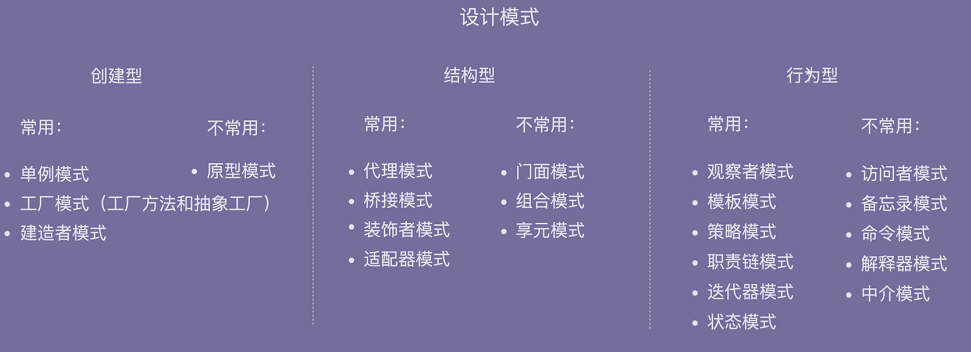 设计模式
创建型
常用：
单例模式
工厂模式（工厂方法和抽象工厂）
建造者模式
不常用：
原型模式
结构型
常用：
代理模式
桥接模式
装饰者模式
适配器模式
不常用：
门面模式
组合模式
享元模式
行为型
常用：
观察者模式
模板模式
策略模式
职责链模式
迭代器模式
状态模式
不常用：
访问者模式
备忘录模式
命令模式
解释器模式
中介模式